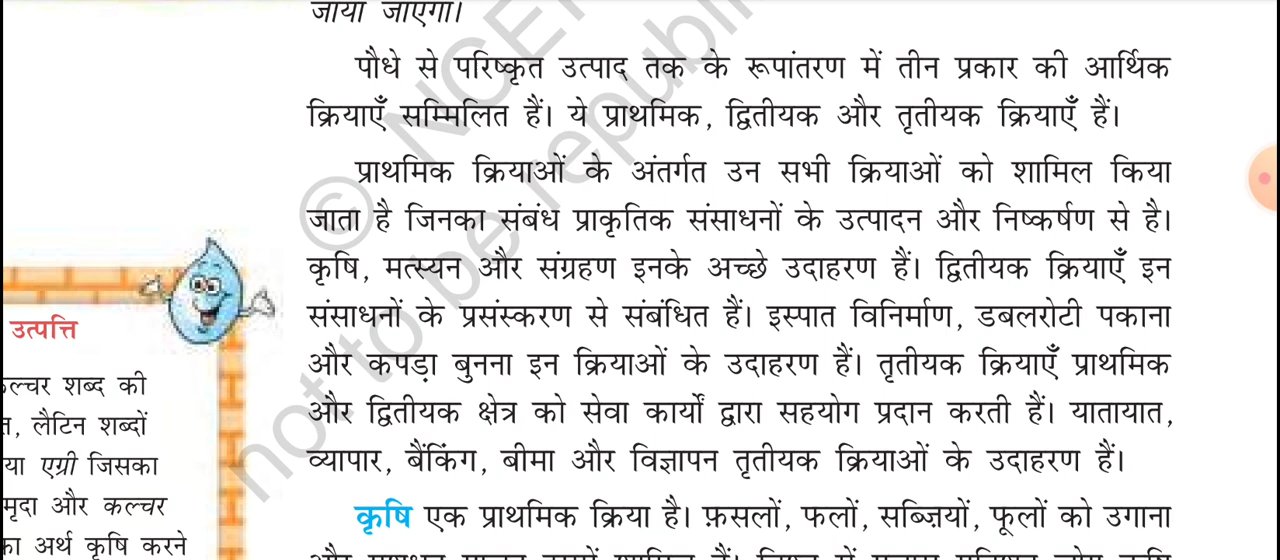 जाया जाएगा।
पौधे से परिष्कृत उत्पाद तक के रूपांतरण में तीन प्रकार की आर्थिक
क्रियाएँ सम्मिलित हैं। ये प्राथमिक, द्वितीयक और तृतीयक क्रियाएँ हैं।
प्राथमिक क्रियाओं के अंतर्गत उन सभी क्रियाओं को शामिल किया
जाता है जिनका संबंध प्राकृतिक संसाधनों के उत्पादन और निष्कर्षण से है।
कृषि, मत्स्यन और संग्रहण इनके अच्छे उदाहरण हैं। द्वितीयक क्रियाएँ इन
संसाधनों के प्रसंस्करण से संबंधित हैं। इस्पात विनिर्माण, डबलरोटी पकाना
और कपड़ा बुनना इन क्रियाओं के उदाहरण हैं। तृतीयक क्रियाएँ प्राथमिक
और द्वितीयक क्षेत्र को सेवा कार्यों द्वारा सहयोग प्रदान करती हैं। यातायात,
व्यापार, बैंकिंग, बीमा और विज्ञापन तृतीयक क्रियाओं के उदाहरण हैं।
कृषि एक प्राथमिक क्रिया है। फ़सलों, फलों, सब्ज़ियों, फूलों को उगाना
उत्पत्ति
कल्चर शब्द की
लैटिन शब्दों
या एग्री जिसका
मृदा और कल्चर
का अर्थ कृषि करने
© NCE
not to be republi